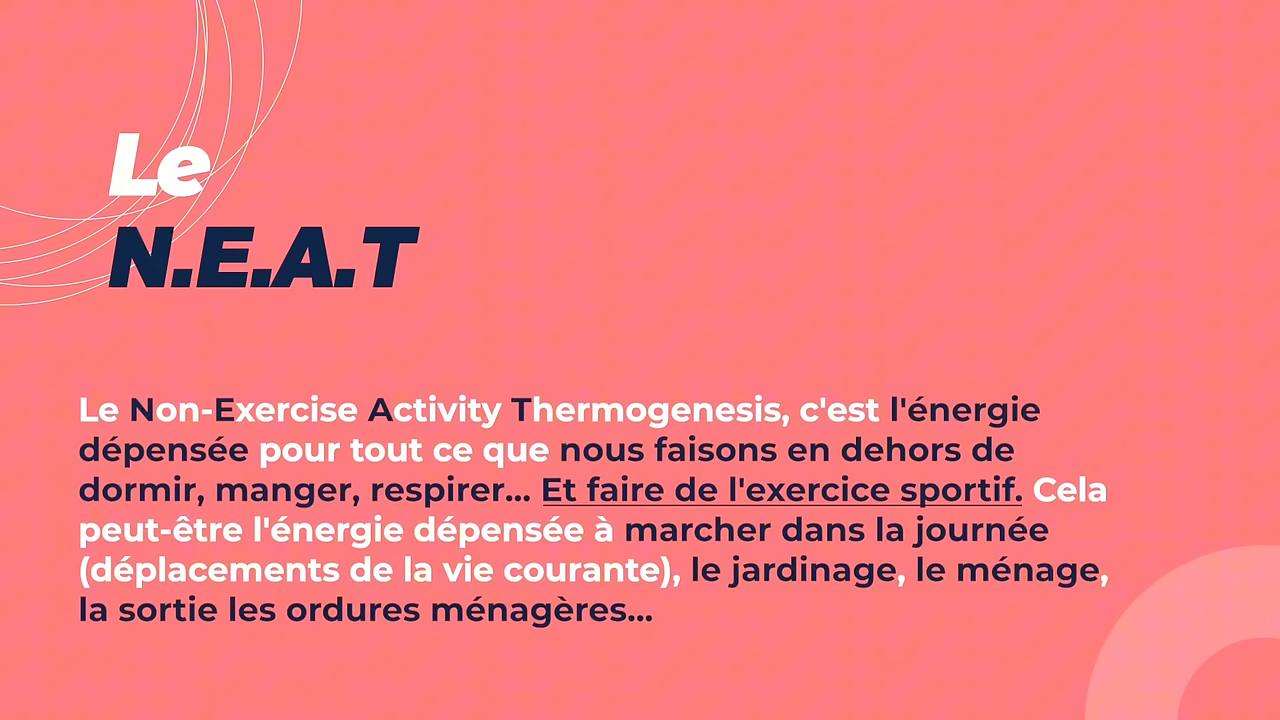 Le
N.E.A.T
Le Non-Exercise Activity Thermogenesis, c'est l'énergie
dépensée pour tout ce que nous faisons en dehors de
dormir, manger, respirer... Et faire de l'exercice sportif. Cela
peut-être l'énergie dépensée à marcher dans la journée
(déplacements de la vie courante), le jardinage, le ménage,
la sortie les ordures ménagères...